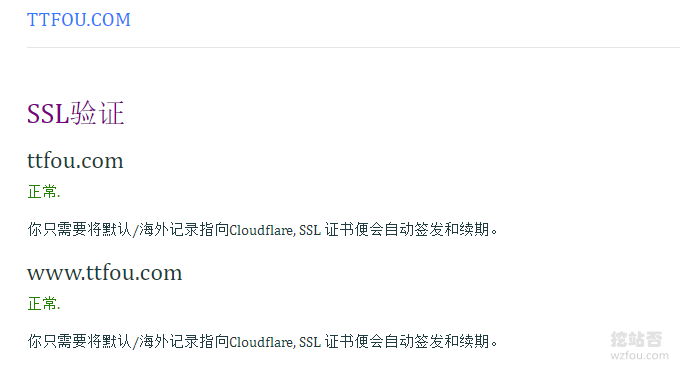 TTFOU.COM
SSL验证
ttfou.com
正常.
你只需要将默认/海外记录指向Cloudflare, SSL 证书便会自动签发和续期。
www.ttfou.com
正常.
你只需要将默认/海外记录指向Cloudflare, SSL 证书便会自动签发和续期。
挖站否
wzfou.com